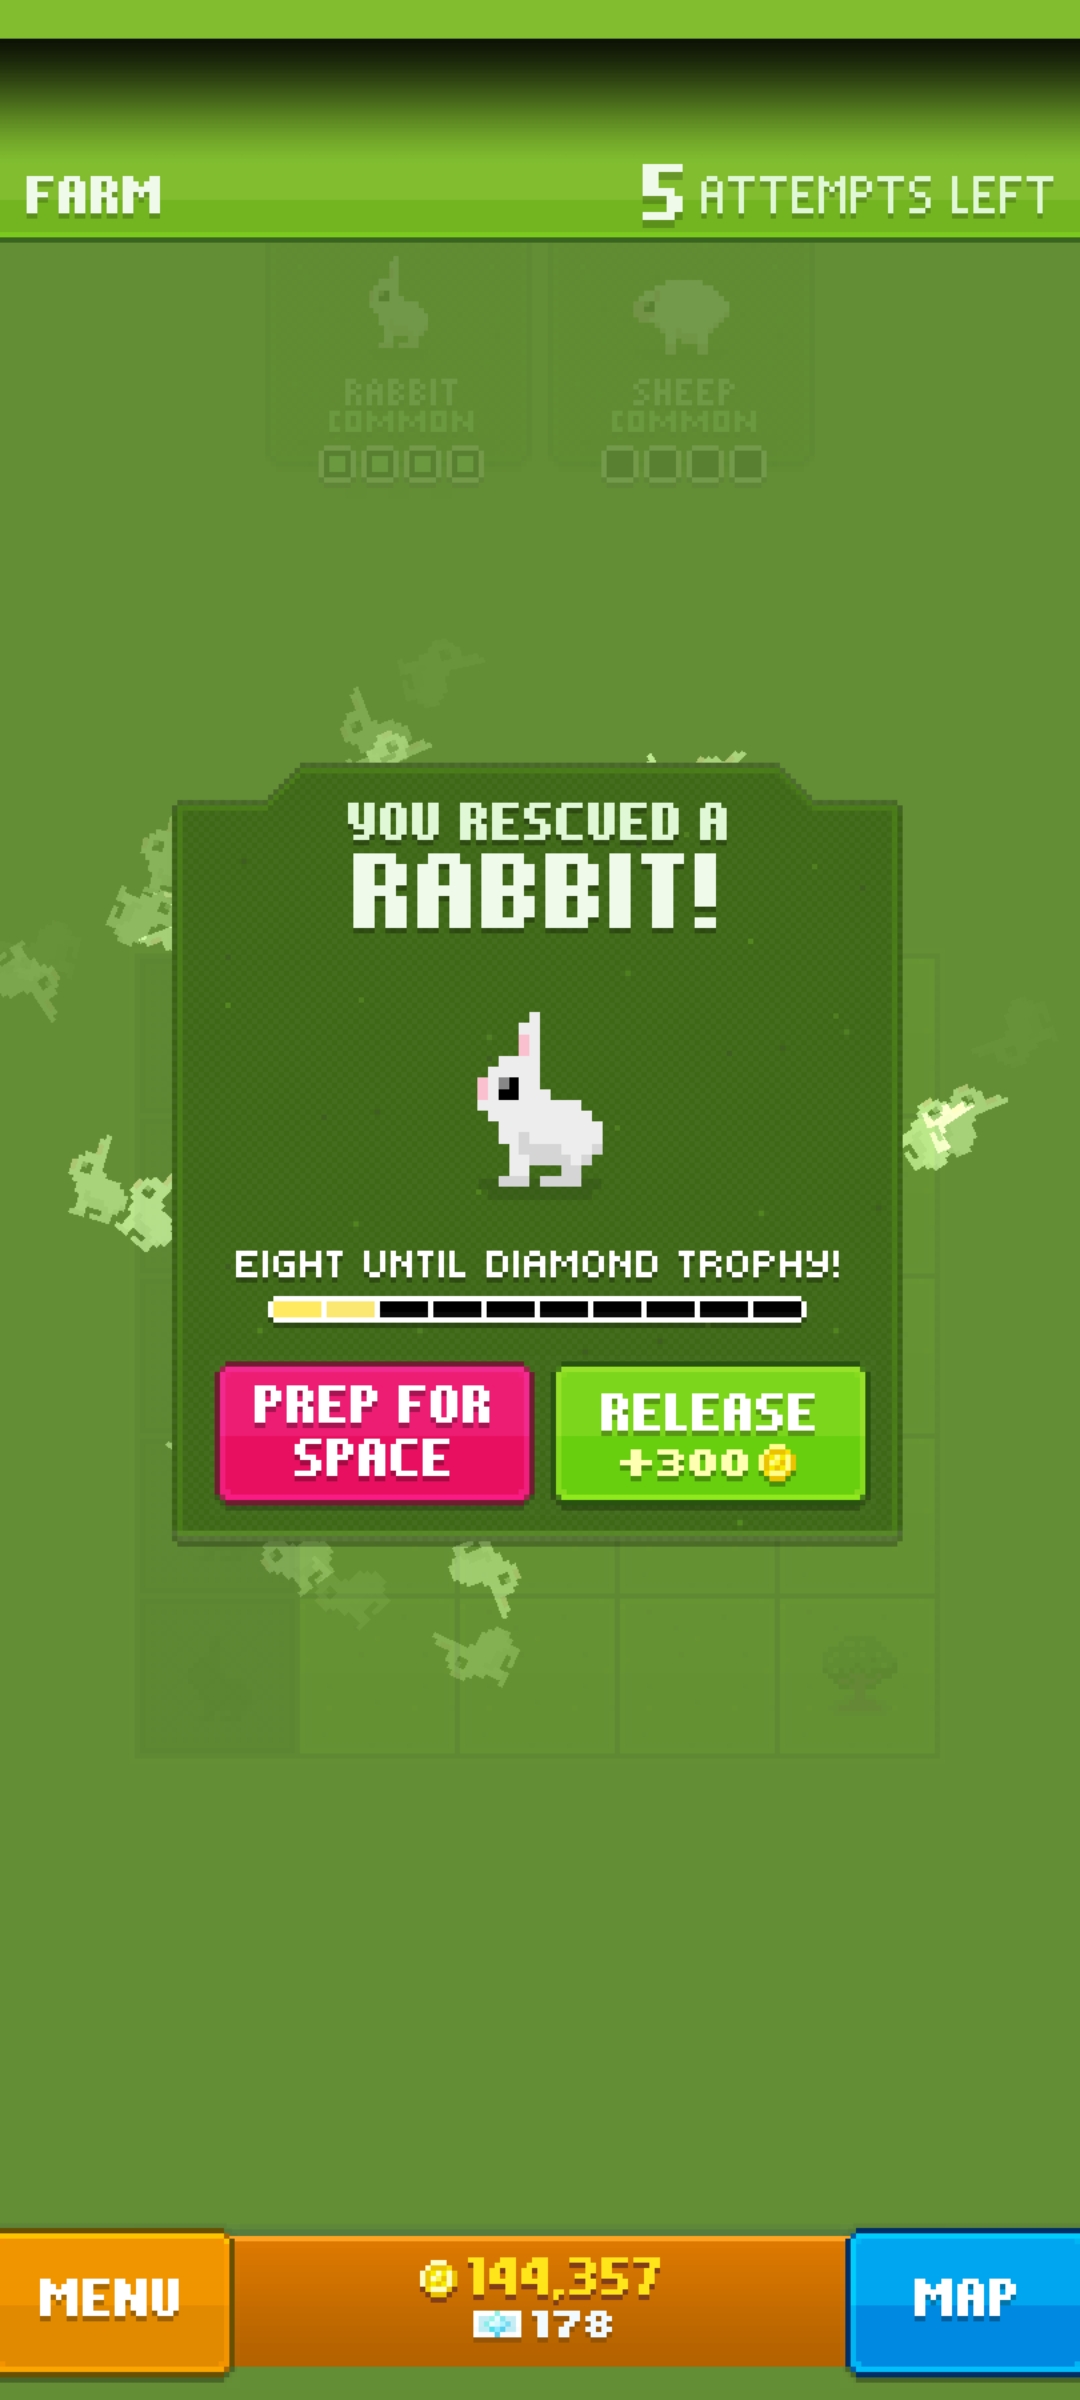 FARM
5 ATTEMPTS LEFT
RABBIT
COMMON
SHEEP
COMMON
YOU RESCUED A
RABBIT!
EIGHT UNTIL DIAMOND TROPHY!
PREP FOR
SPACE
RELEASE
+300
MENU
144,357
178
MAP